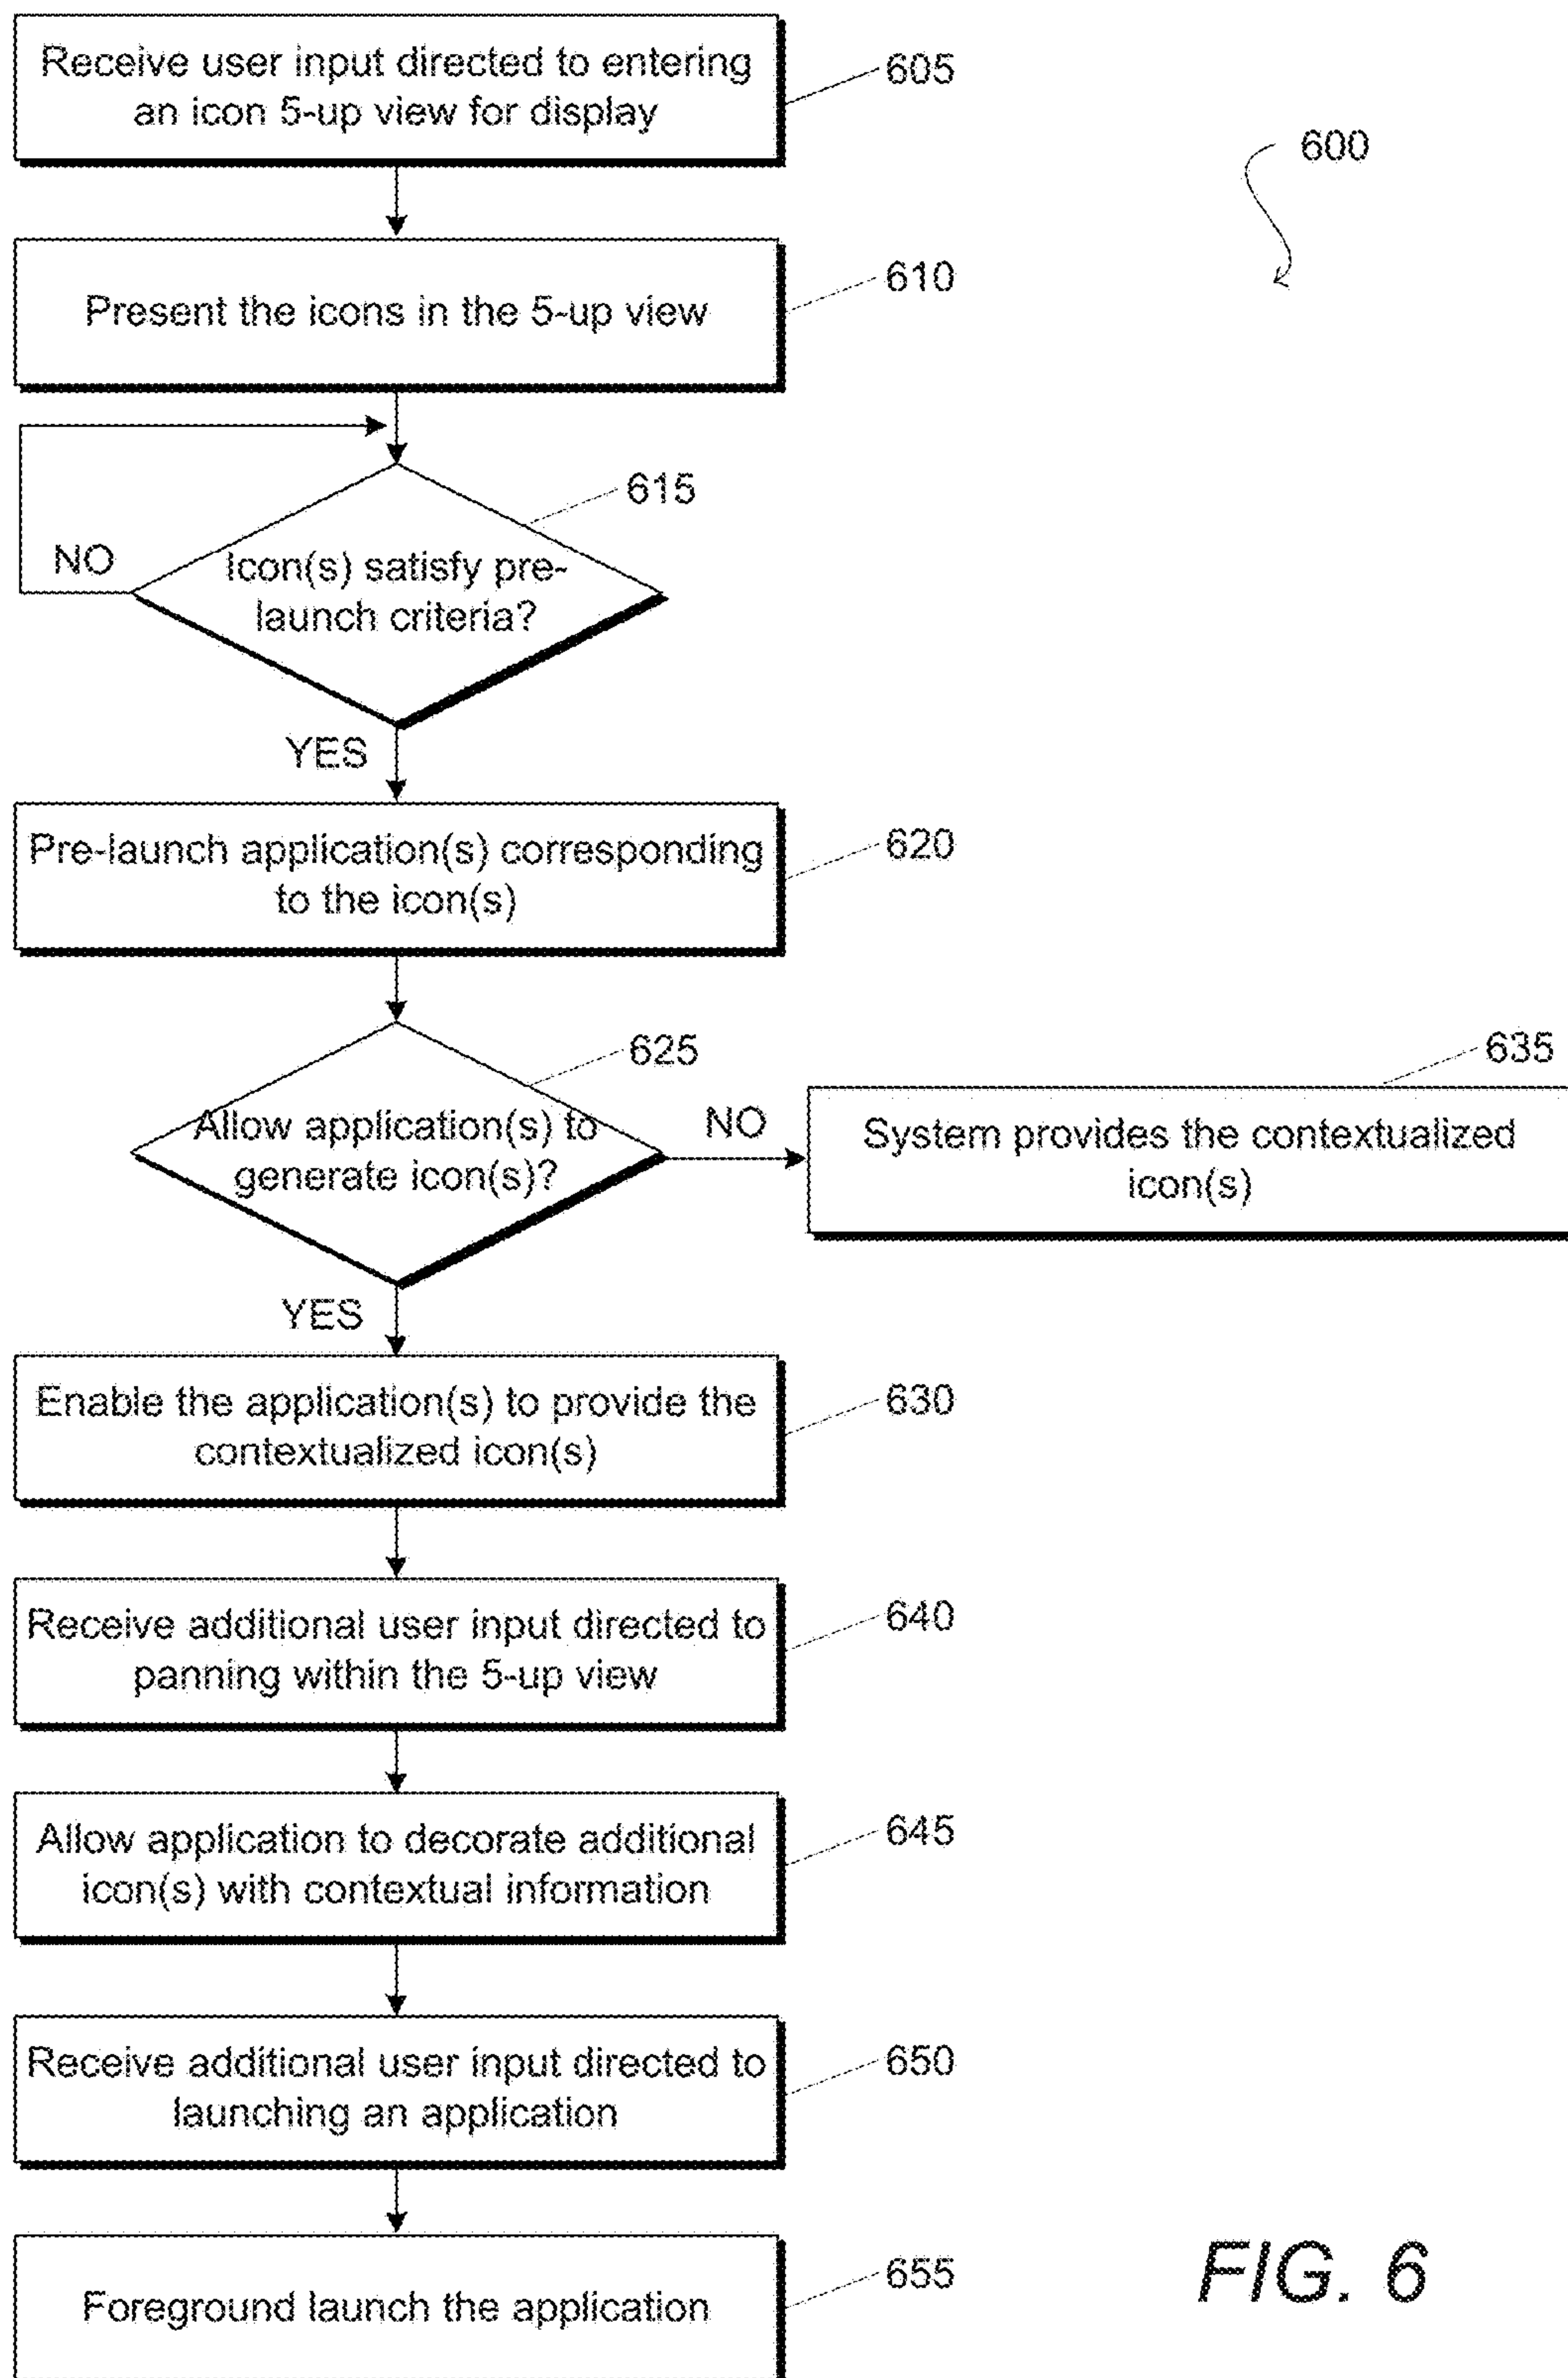 Receive user input directed to entering
an icon 5-up view for display
605
600
Present the icons in the 5-up view
610
615
Icon(s) satisfy pre-
launch criteria?
NO
YES
Pre-launch application(s) corresponding
to the icon(s)
620
625
Allow application(s) to
generate icon(s)?
NO
635
System provides the contextualized
icon(s)
YES
Enable the application(s) to provide the
contextualized icon(s)
630
Receive additional user input directed to
panning within the 5-up view
640
Allow application to decorate additional
icon(s) with contextual information
645
Receive additional user input directed to
launching an application
650
Foreground launch the application
655
FIG. 6